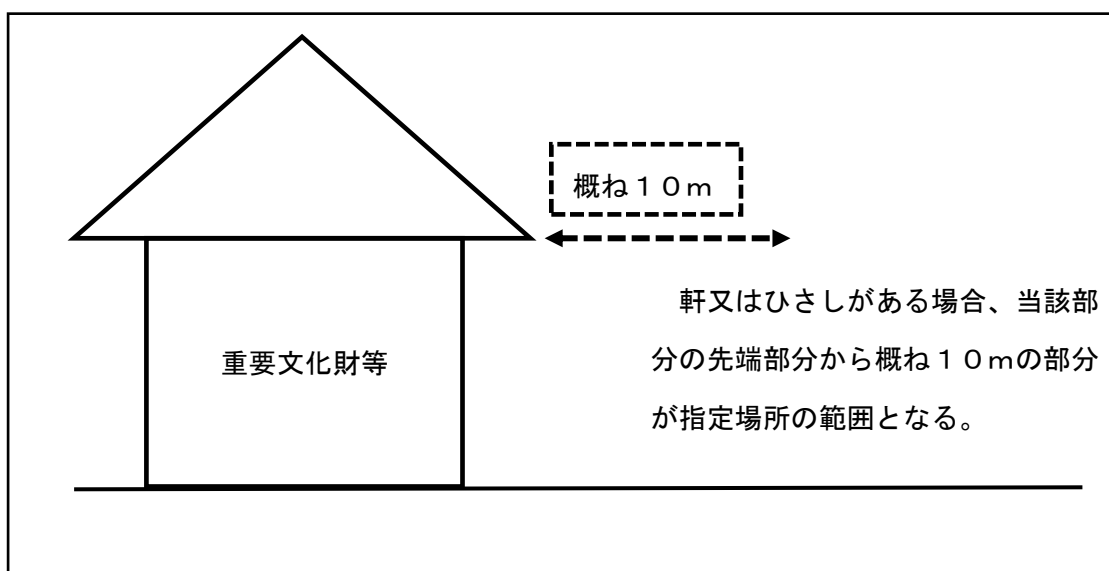 概ね１０ｍ
軒又はひさしがある場合、当該部
分の先端部分から概ね１０ｍの部分
が指定場所の範囲となる。
重要文化財等